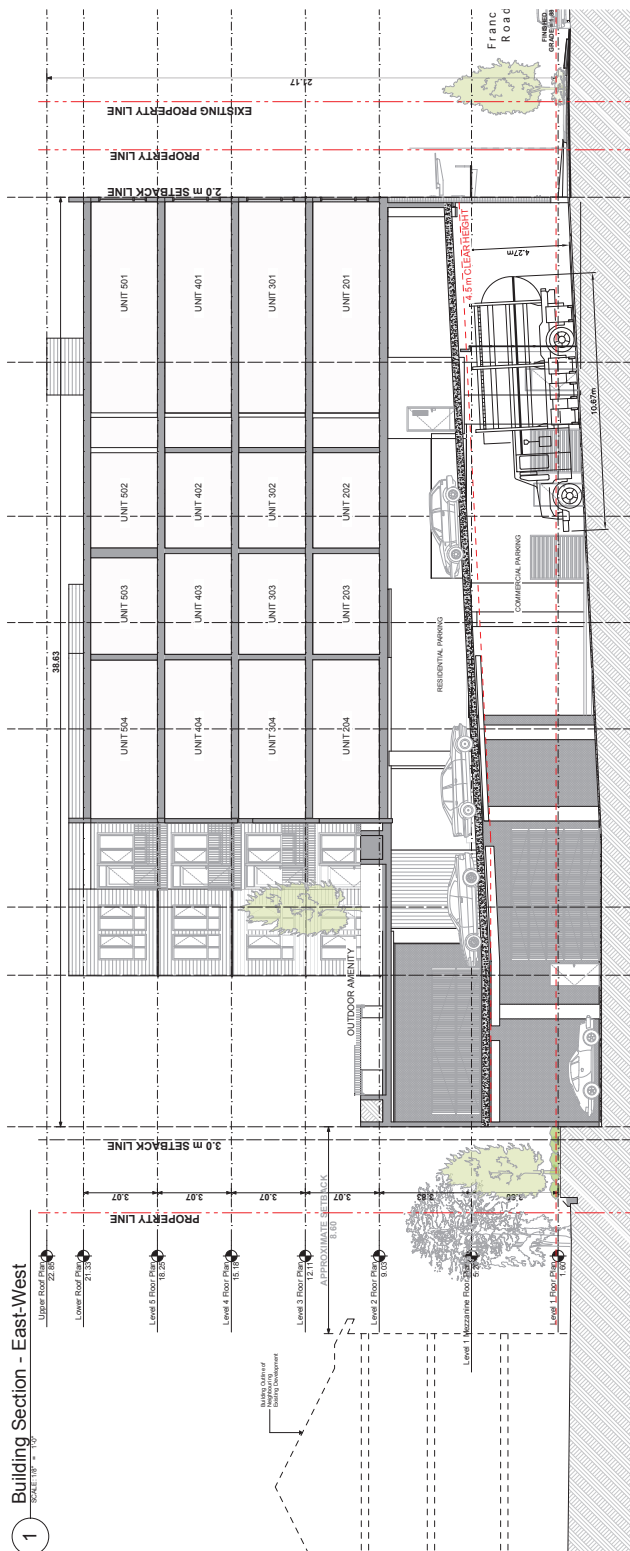 1
Building Section - East-West
SCALE: 1/8" = 1'-0"
Upper Roof Plan
22.85
Lower Roof Plan
21.33
Level 5 Floor Plan
18.25
Level 4 Floor Plan
15.18
Level 3 Floor Plan
12.11
Level 2 Floor Plan
9.03
Level 1 Mezzanine Floor Plan
Level 1 Floor Plan
1.60
Building Outline of
Neighbouring
Existing Development
APPROXIMATE SETBACK
8.60
PROPERTY LINE
3.0 m SETBACK LINE
3.07
3.07
3.07
3.07
38.63
OUTDOOR AMENITY
UNIT 504
UNIT 503
UNIT 502
UNIT 501
UNIT 404
UNIT 403
UNIT 402
UNIT 401
UNIT 304
UNIT 303
UNIT 302
UNIT 301
UNIT 204
UNIT 203
UNIT 202
UNIT 201
RESIDENTIAL PARKING
COMMERCIAL PARKING
4.5 m CLEAR HEIGHT
4.27m
10.67m
2.0 m SETBACK LINE
PROPERTY LINE
EXISTING PROPERTY LINE
21.17
Franc
Road
FINISHED
GRADE